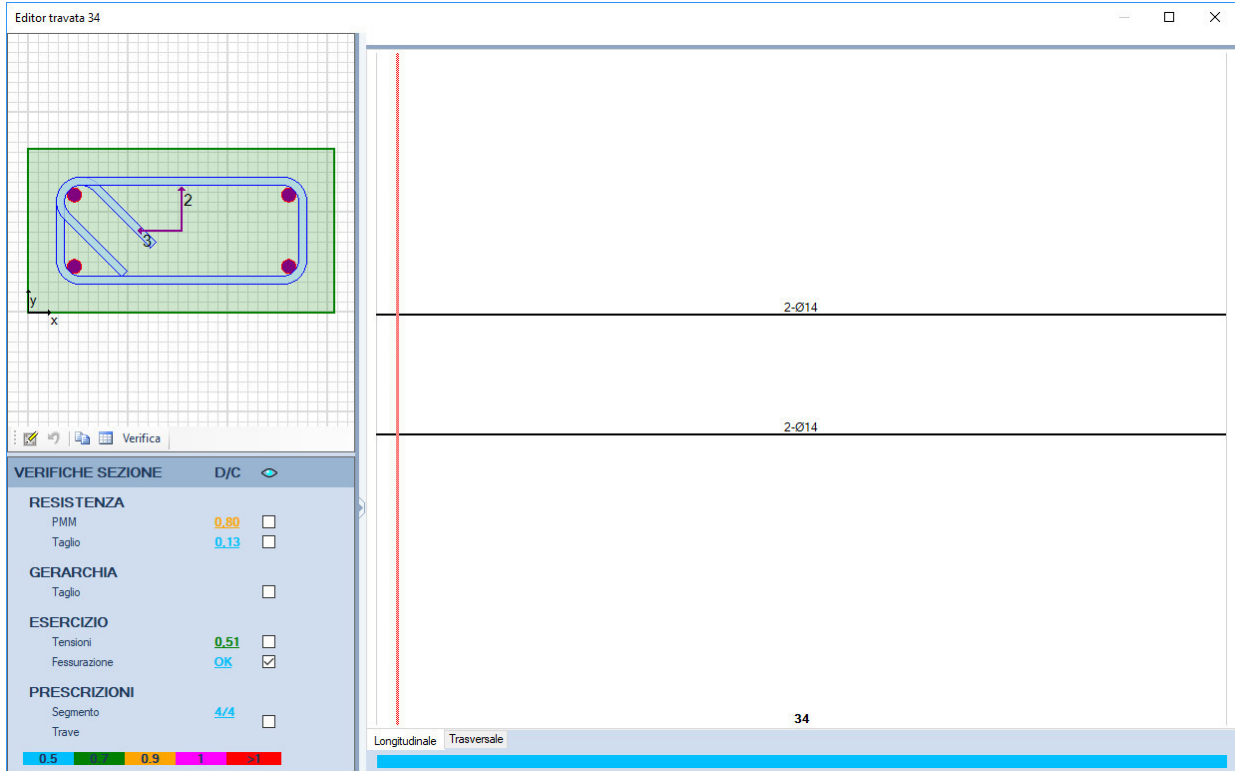 Editor travata 34
2
3
y
x
Verifica
VERIFICHE SEZIONE D/C
RESISTENZA
PMM 0,80
Taglio 0,13
GERARCHIA
Taglio
ESERCIZIO
Tensioni 0,51
Fessurazione OK
PRESCRIZIONI
Segmento 4/4
Trave
0.5 0.7 0.9 1 >1
2-Ø14
2-Ø14
34
Longitudinale Trasversale